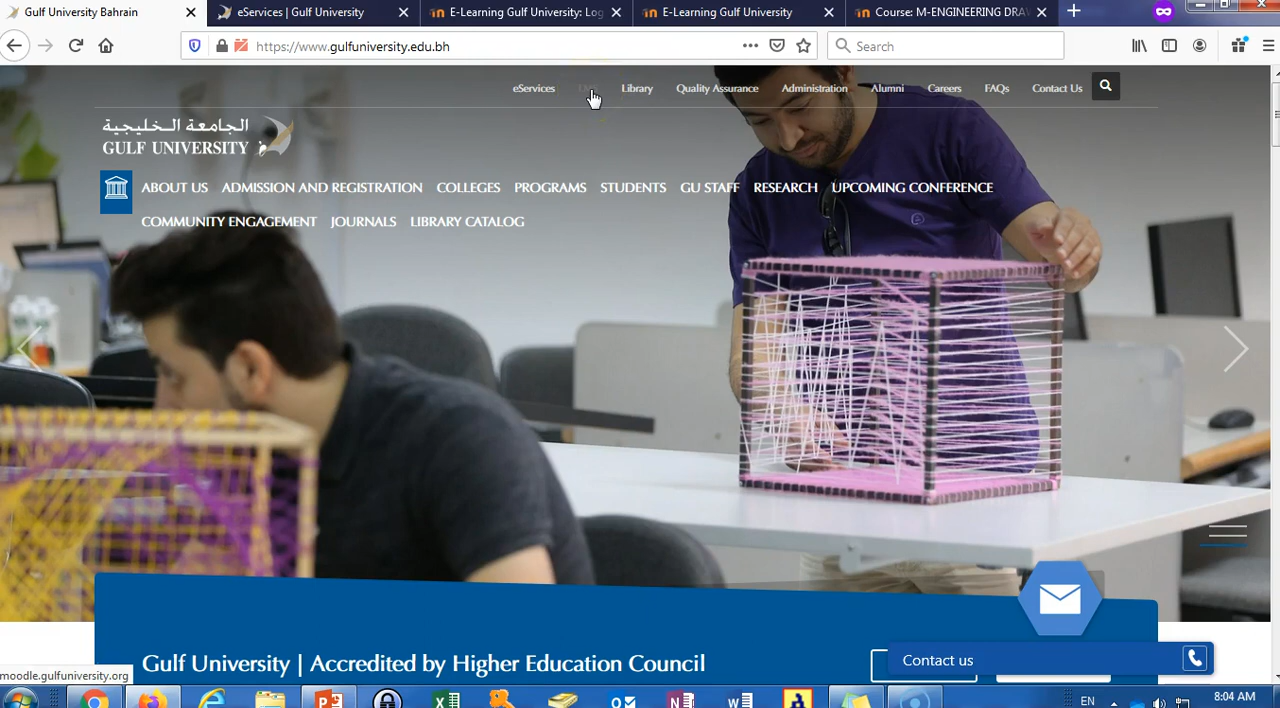 Gulf University Bahrain
eServices | Gulf University
E-Learning Gulf University: Log
E-Learning Gulf University
Course: M-ENGINEERING DRAW
https://www.gulfuniversity.edu.bh
Search
eServices Library Quality Assurance Administration Alumni Careers FAQs Contact Us
الجامعة الخليجية
GULF UNIVERSITY
ABOUT US ADMISSION AND REGISTRATION COLLEGES PROGRAMS STUDENTS GU STAFF RESEARCH UPCOMING CONFERENCE
COMMUNITY ENGAGEMENT JOURNALS LIBRARY CATALOG
Gulf University | Accredited by Higher Education Council
Contact us
moodle.gulfuniversity.org
EN
8:04 AM